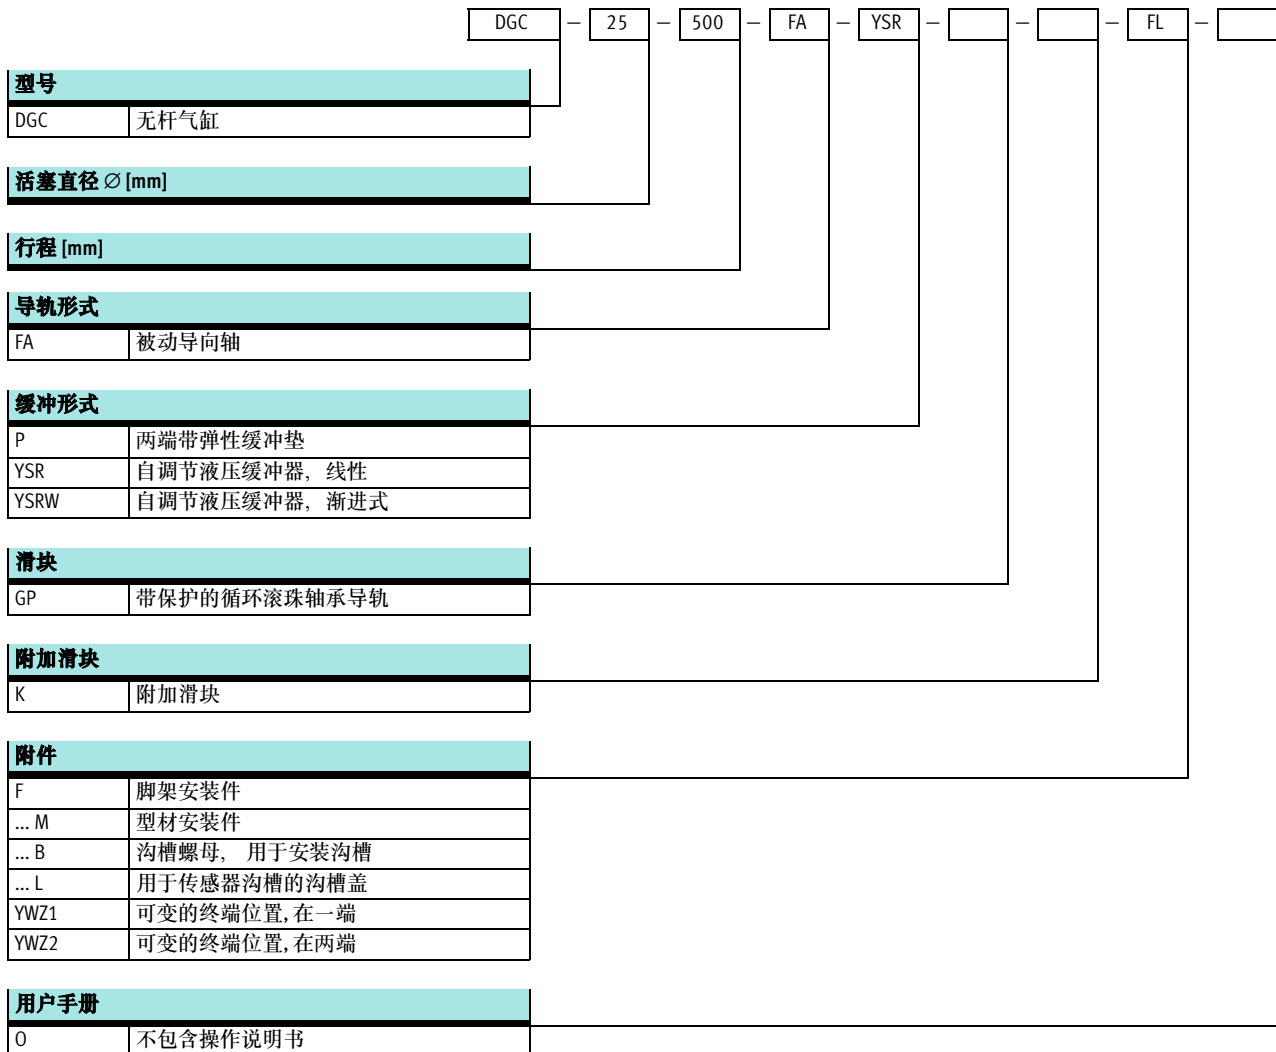 DGC – 25 – 500 – FA – YSR – – – FL –
型号
DGC 无杆气缸
活塞直径 ∅ [mm]
行程 [mm]
导轨形式
FA 被动导向轴
缓冲形式
P 两端带弹性缓冲垫
YSR 自调节液压缓冲器, 线性
YSRW 自调节液压缓冲器, 渐进式
滑块
GP 带保护的循环滚珠轴承导轨
附加滑块
K 附加滑块
附件
F 脚架安装件
... M 型材安装件
... B 沟槽螺母, 用于安装沟槽
... L 用于传感器沟槽的沟槽盖
YWZ1 可变的终端位置,在一端
YWZ2 可变的终端位置,在两端
用户手册
O 不包含操作说明书